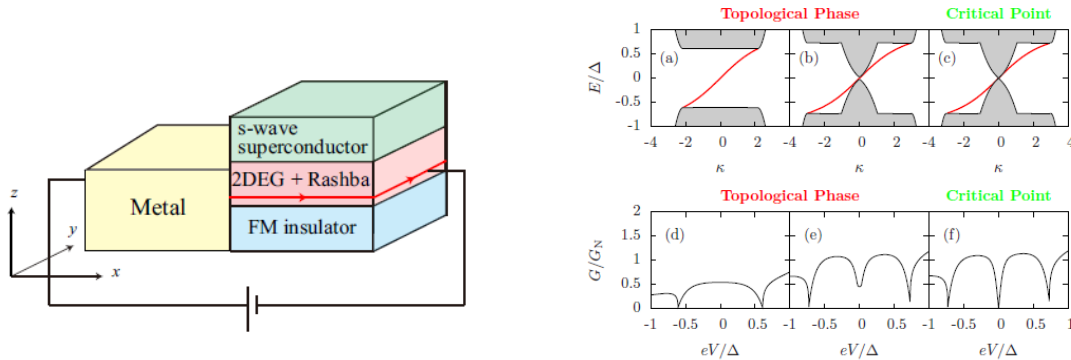 s-wave
superconductor
2DEG + Rashba
Metal
FM insulator
z
y
x
Topological Phase Critical Point
(a) (b) (c)
E/Δ
1
0.5
0
-0.5
-1
-4 -2 0 2 -4 -2 0 2 -4 -2 0 2 4
κ κ κ
Topological Phase Critical Point
(d) (e) (f)
G/G_N
2
1.5
1
0.5
0
-1 -0.5 0 0.5 -1 -0.5 0 0.5 -1 -0.5 0 0.5 1
eV/Δ eV/Δ eV/Δ